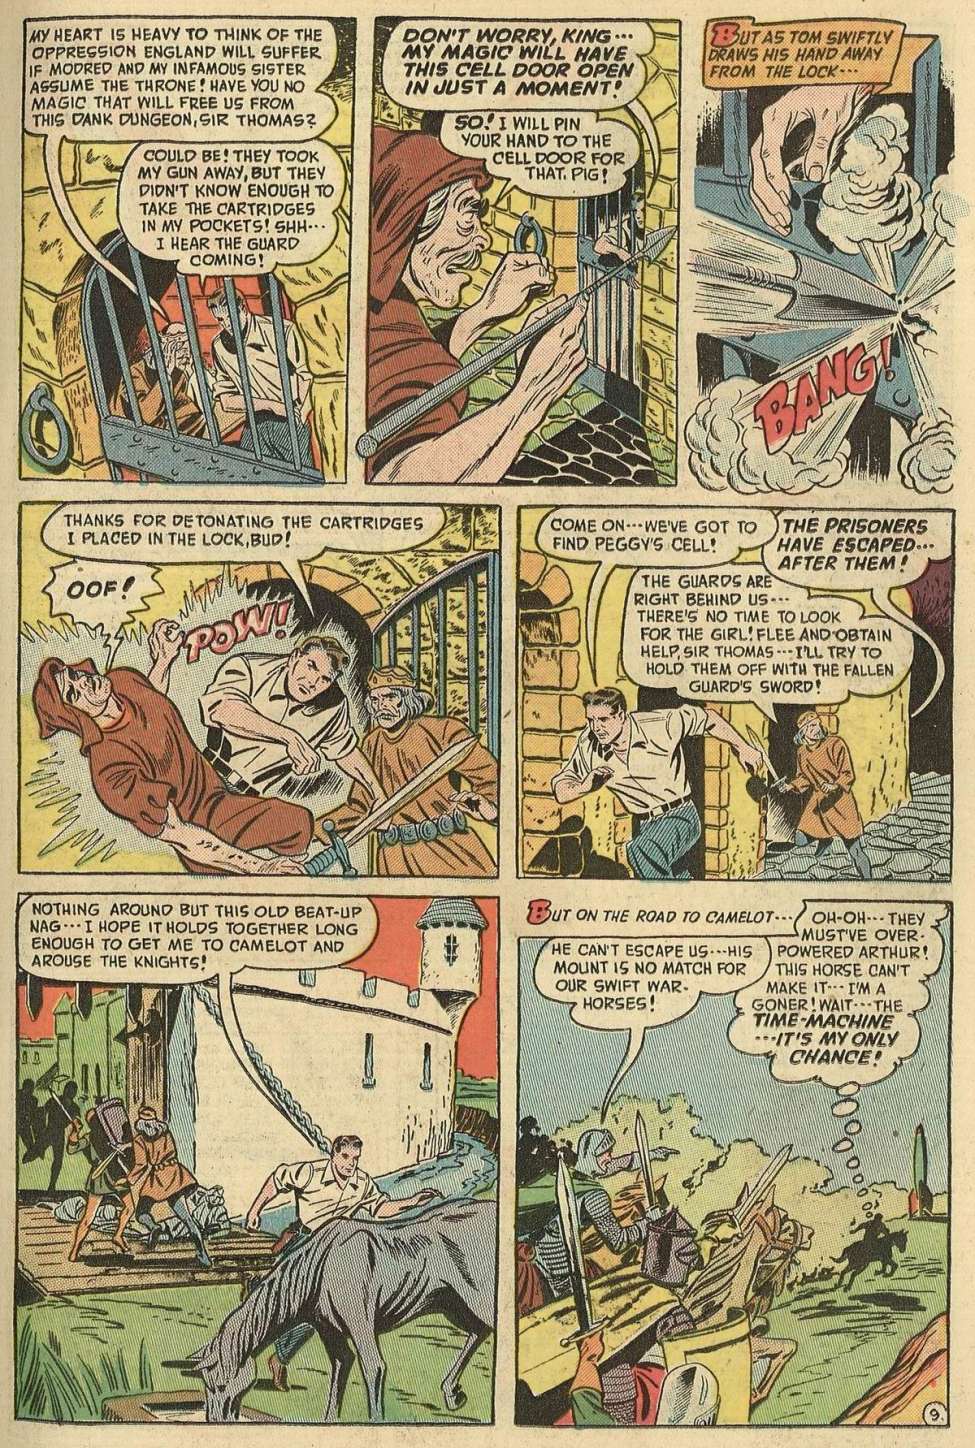 MY HEART IS HEAVY TO THINK OF THE
OPPRESSION ENGLAND WILL SUFFER
IF MODRED AND MY INFAMOUS SISTER
ASSUME THE THRONE! HAVE YOU NO
MAGIC THAT WILL FREE US FROM
THIS DANK DUNGEON, SIR THOMAS?
COULD BE! THEY TOOK
MY GUN AWAY, BUT THEY
DIDN'T KNOW ENOUGH TO
TAKE THE CARTRIDGES
IN MY POCKETS! SHH---
I HEAR THE GUARD
COMING!
DON'T WORRY, KING---
MY MAGIC WILL HAVE
THIS CELL DOOR OPEN
IN JUST A MOMENT!
SO! I WILL PIN
YOUR HAND TO THE
CELL DOOR FOR
THAT, PIG!
BUT AS TOM SWIFTLY
DRAWS HIS HAND AWAY
FROM THE LOCK---
BANG!
THANKS FOR DETONATING THE CARTRIDGES
I PLACED IN THE LOCK, BUD!
OOF!
POW!
COME ON---WE'VE GOT TO
FIND PEGGY'S CELL!
THE PRISONERS
HAVE ESCAPED---
AFTER THEM!
THE GUARDS ARE
RIGHT BEHIND US---
THERE'S NO TIME TO LOOK
FOR THE GIRL! FLEE AND OBTAIN
HELP, SIR THOMAS---I'LL TRY TO
HOLD THEM OFF WITH THE FALLEN
GUARD'S SWORD!
NOTHING AROUND BUT THIS OLD BEAT-UP
NAG---I HOPE IT HOLDS TOGETHER LONG
ENOUGH TO GET ME TO CAMELOT AND
AROUSE THE KNIGHTS!
BUT ON THE ROAD TO CAMELOT---
HE CAN'T ESCAPE US---HIS
MOUNT IS NO MATCH FOR
OUR SWIFT WAR-
HORSES!
OH-OH---THEY
MUST'VE OVER-
POWERED ARTHUR!
THIS HORSE CAN'T
MAKE IT---I'M A
GONER! WAIT---THE
TIME-MACHINE
---IT'S MY ONLY
CHANCE!
9.